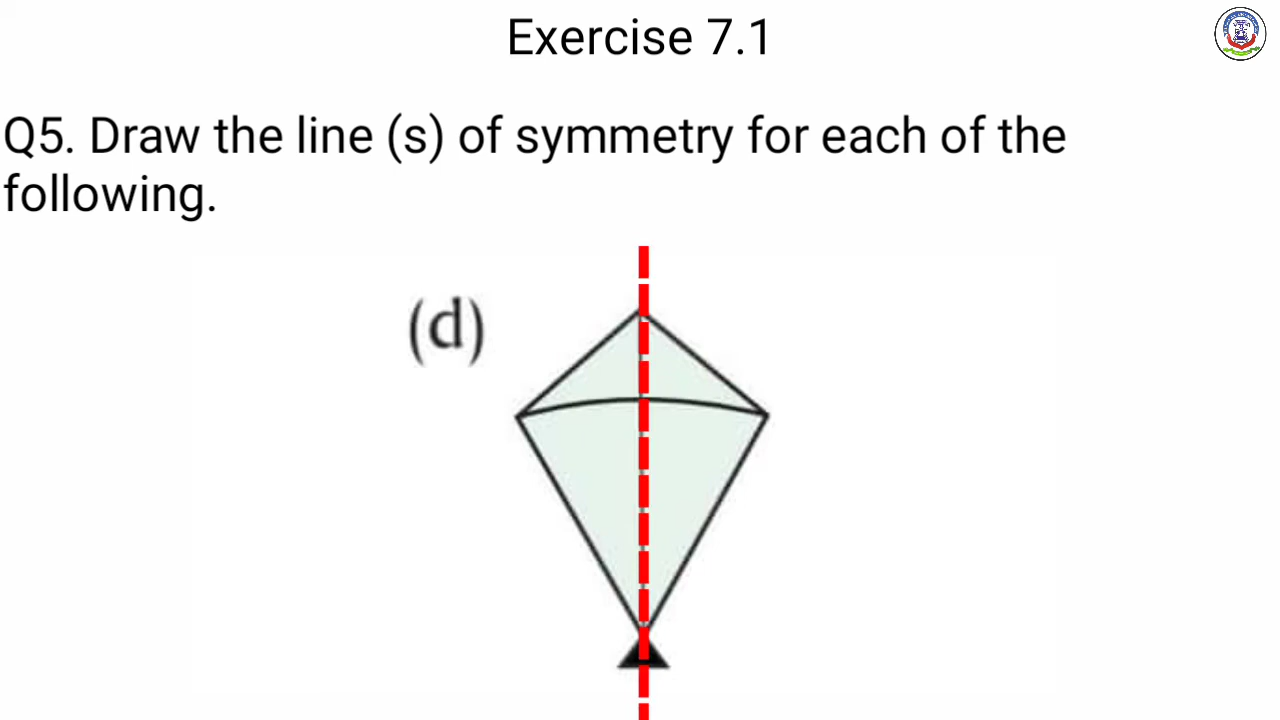 Exercise 7.1
Q5. Draw the line (s) of symmetry for each of the
following.
(d)